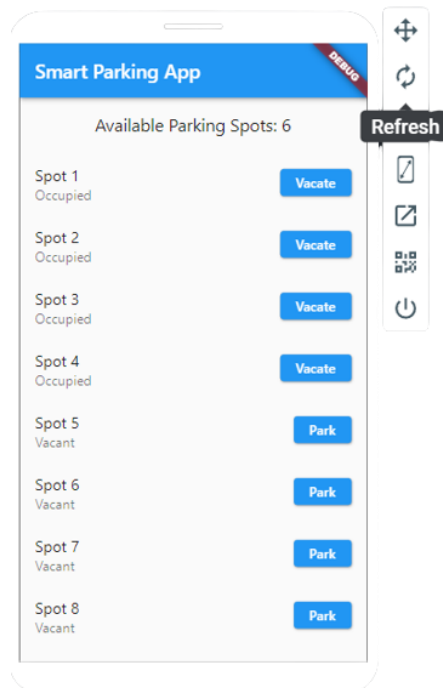 Smart Parking App
DEBUG
Available Parking Spots: 6
Refresh
Spot 1
Occupied
Vacate
Spot 2
Occupied
Vacate
Spot 3
Occupied
Vacate
Spot 4
Occupied
Vacate
Spot 5
Vacant
Park
Spot 6
Vacant
Park
Spot 7
Vacant
Park
Spot 8
Vacant
Park